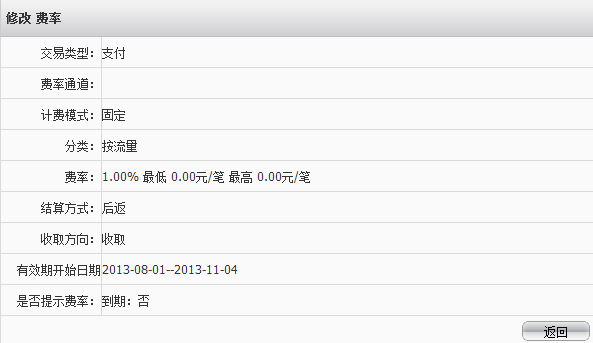 修改 费率
交易类型：支付
费率通道：
计费模式：固定
分类：按流量
费率：1.00% 最低 0.00元/笔 最高 0.00元/笔
结算方式：后返
收取方向：收取
有效期开始日期2013-08-01--2013-11-04
是否提示费率：到期：否
返回